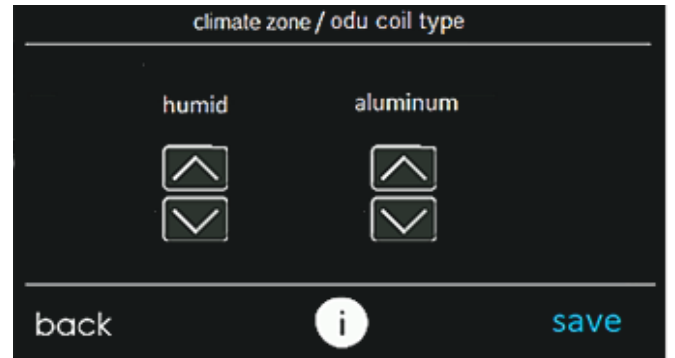 climate zone / odu coil type
humid aluminum
back i save